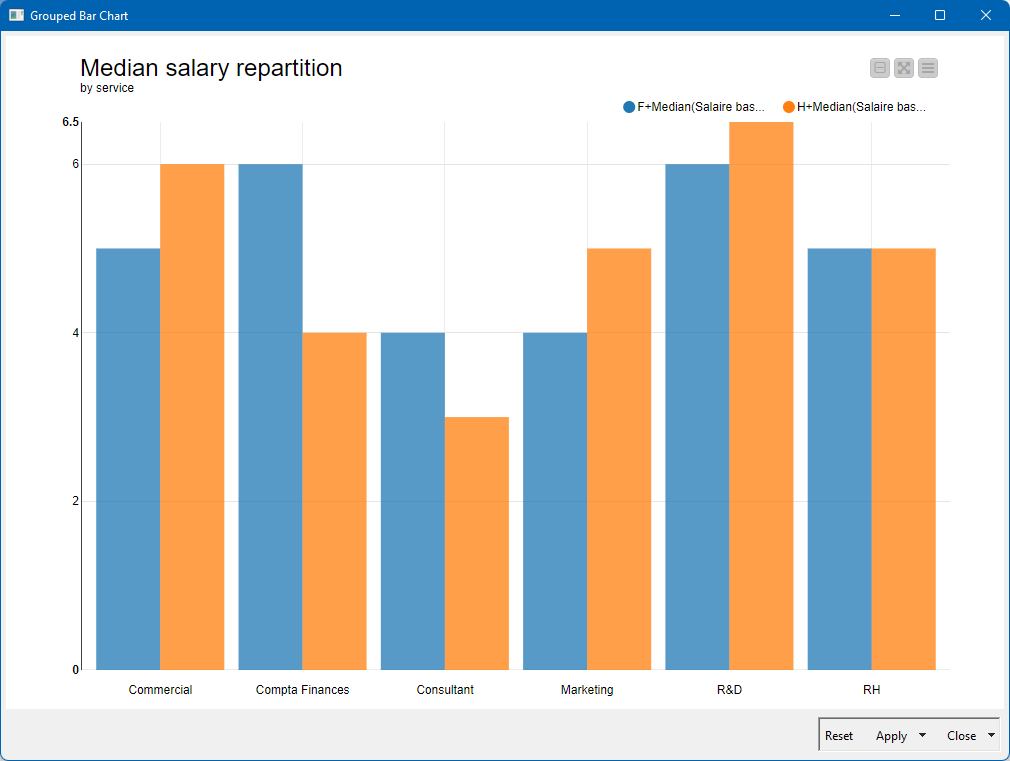 Grouped Bar Chart
Median salary repartition
by service
F+Median(Salaire bas... H+Median(Salaire bas...
6.5
6
4
2
0
Commercial Compta Finances Consultant Marketing R&D RH
Reset Apply Close